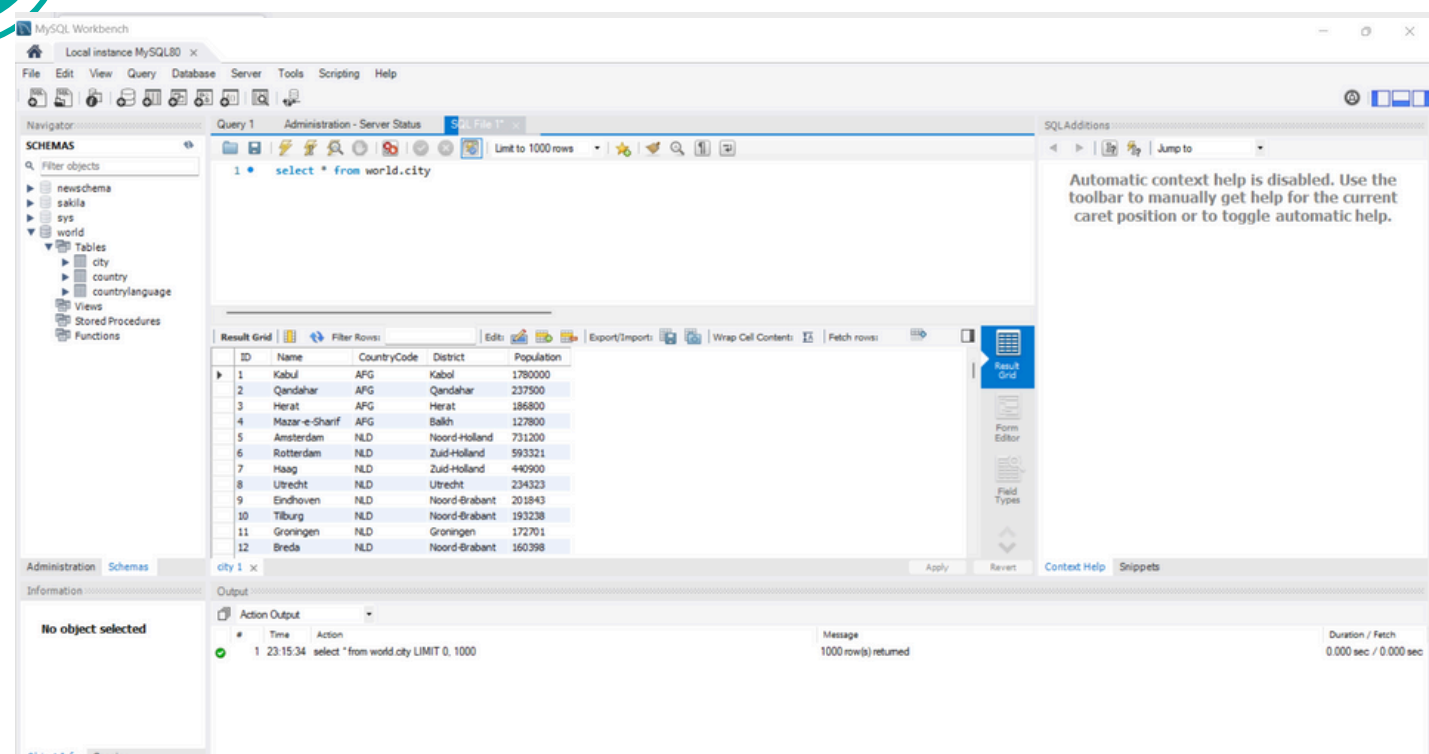 MySQL Workbench
Local instance MySQL80
File Edit View Query Database Server Tools Scripting Help
Navigator
SCHEMAS
Filter objects
newschema
sakila
sys
world
Tables
city
country
countrylanguage
Views
Stored Procedures
Functions
Administration Schemas
Information
No object selected
Query 1 Administration - Server Status SQL File 1*
Limit to 1000 rows
1 select * from world.city
Result Grid Filter Rows: Edit: Export/Import: Wrap Cell Content: Fetch rows:
ID Name CountryCode District Population
1 Kabul AFG Kabol 1780000
2 Qandahar AFG Qandahar 237500
3 Herat AFG Herat 186800
4 Mazar-e-Sharif AFG Balkh 127800
5 Amsterdam NLD Noord-Holland 731200
6 Rotterdam NLD Zuid-Holland 593321
7 Haag NLD Zuid-Holland 440900
8 Utrecht NLD Utrecht 234323
9 Eindhoven NLD Noord-Brabant 201843
10 Tilburg NLD Noord-Brabant 193238
11 Groningen NLD Groningen 172701
12 Breda NLD Noord-Brabant 160398
Result
Grid
Form
Editor
Field
Types
city 1 Apply Revert
SQLAdditions
Jump to
Automatic context help is disabled. Use the
toolbar to manually get help for the current
caret position or to toggle automatic help.
Context Help Snippets
Output
Action Output
# Time Action Message Duration / Fetch
1 23:15:34 select * from world.city LIMIT 0, 1000 1000 row(s) returned 0.000 sec / 0.000 sec